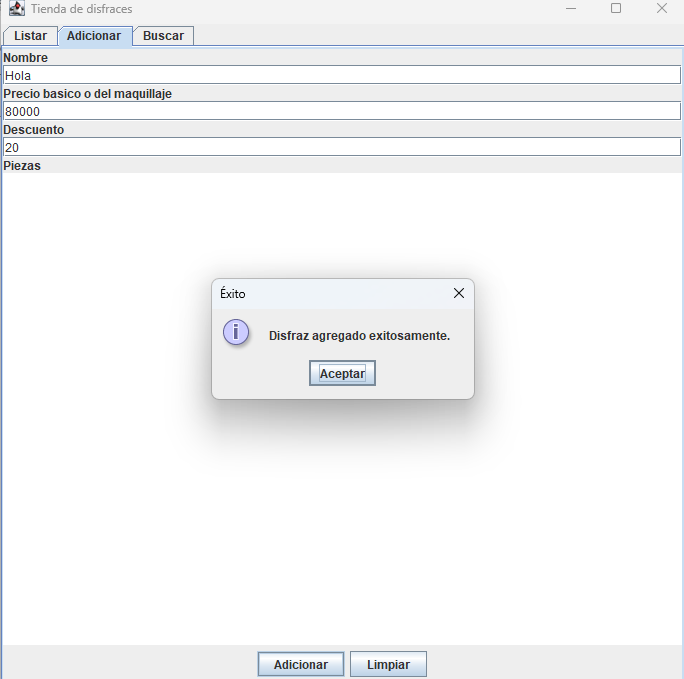 Tienda de disfraces
Listar Adicionar Buscar
Nombre
Hola
Precio basico o del maquillaje
80000
Descuento
20
Piezas
Éxito
Disfraz agregado exitosamente.
Aceptar
Adicionar Limpiar